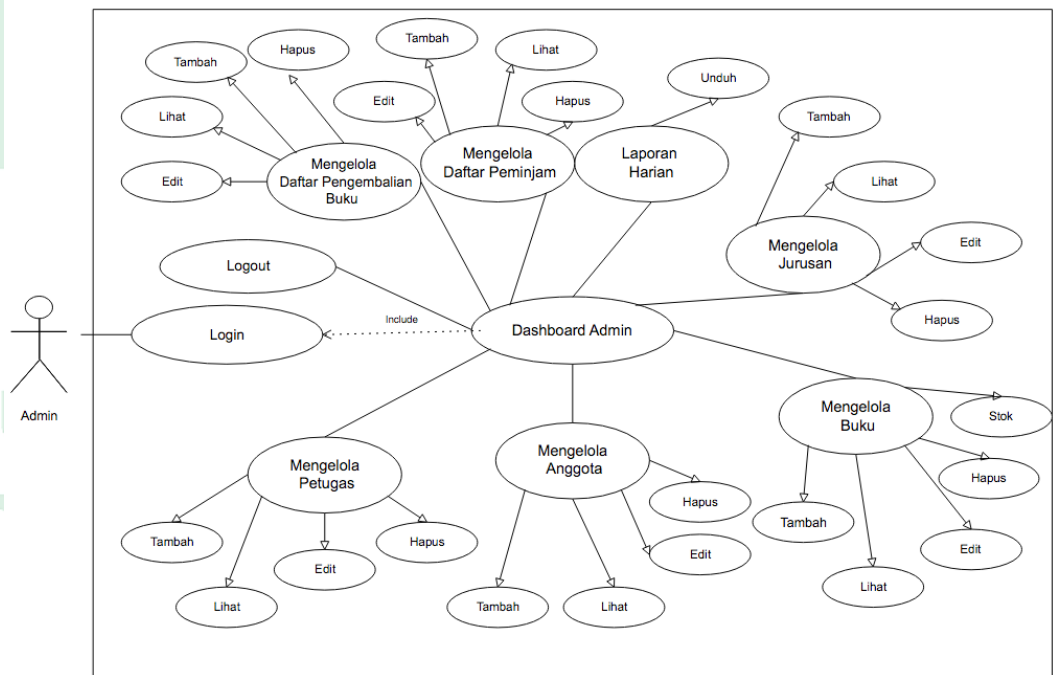 Tambah
Hapus
Lihat
Edit
Mengelola
Daftar Pengembalian
Buku
Tambah
Lihat
Edit
Hapus
Mengelola
Daftar Peminjam
Unduh
Laporan
Harian
Tambah
Lihat
Edit
Hapus
Mengelola
Jurusan
Logout
Login
Include
Dashboard Admin
Admin
Mengelola
Petugas
Tambah
Lihat
Edit
Hapus
Mengelola
Anggota
Hapus
Edit
Tambah
Lihat
Mengelola
Buku
Stok
Hapus
Edit
Tambah
Lihat